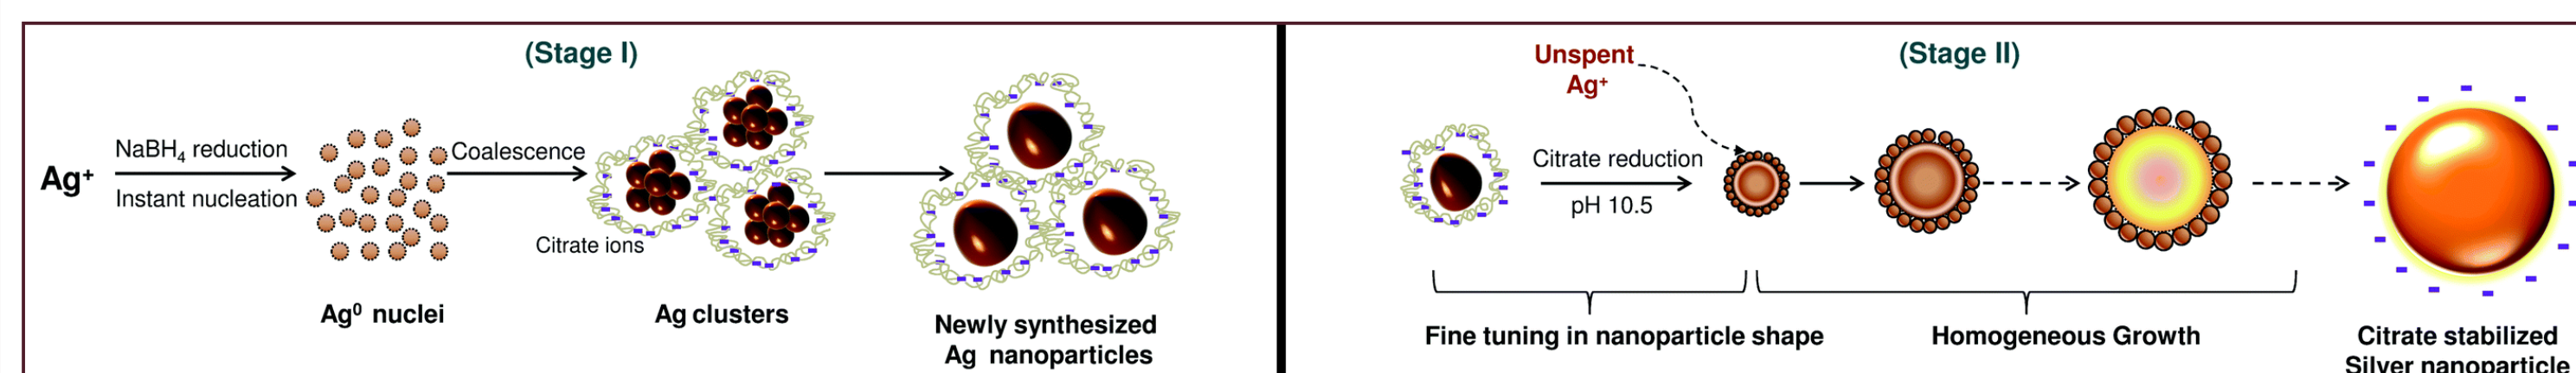 (Stage I)
Ag⁺
NaBH₄ reduction
Instant nucleation
Coalescence
Citrate ions
Ag⁰ nuclei
Ag clusters
Newly synthesized
Ag nanoparticles
(Stage II)
Unspent
Ag⁺
Citrate reduction
pH 10.5
Fine tuning in nanoparticle shape
Homogeneous Growth
Citrate stabilized
Silver nanoparticle